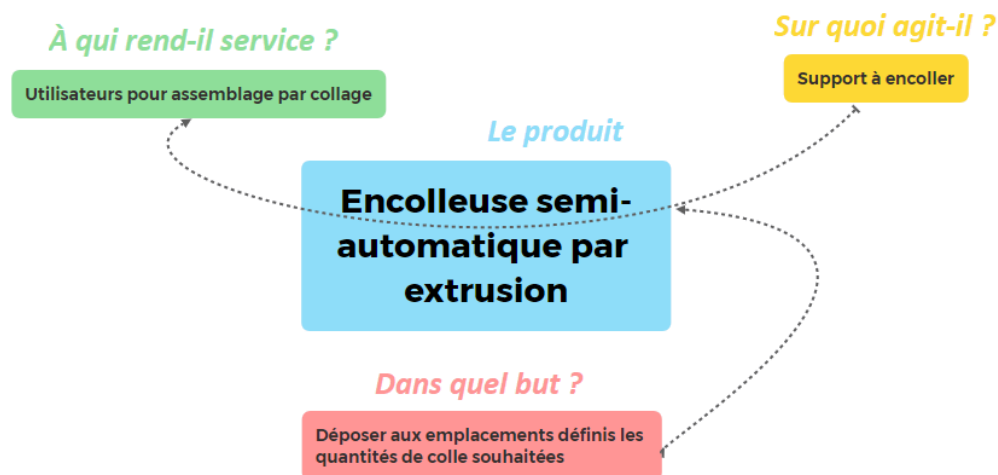 À qui rend-il service ?
Sur quoi agit-il ?
Utilisateurs pour assemblage par collage
Support à encoller
Le produit
Encolleuse semi-
automatique par
extrusion
Dans quel but ?
Déposer aux emplacements définis les
quantités de colle souhaitées